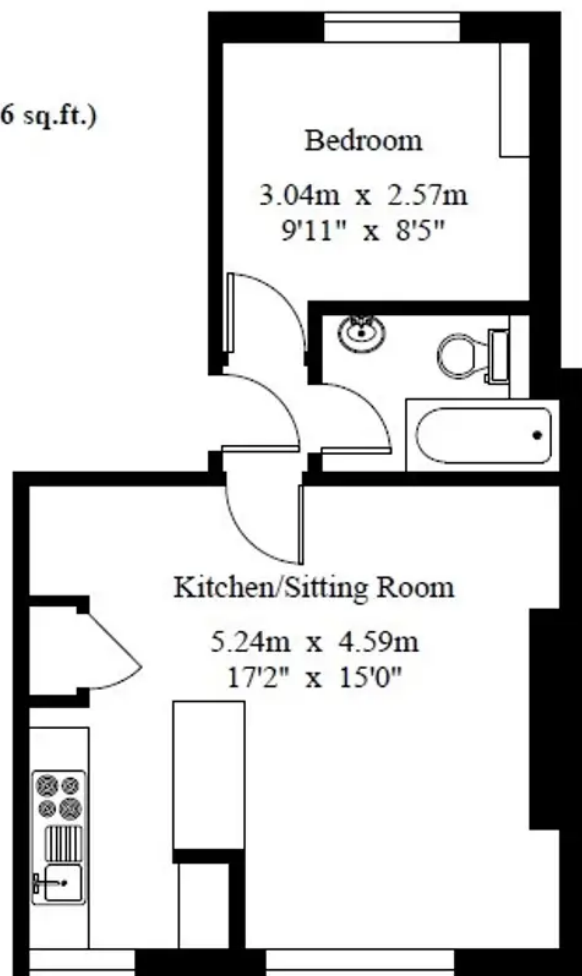 6 sq.ft.)
Bedroom
3.04m x 2.57m
9'11" x 8'5"
Kitchen/Sitting Room
5.24m x 4.59m
17'2" x 15'0"